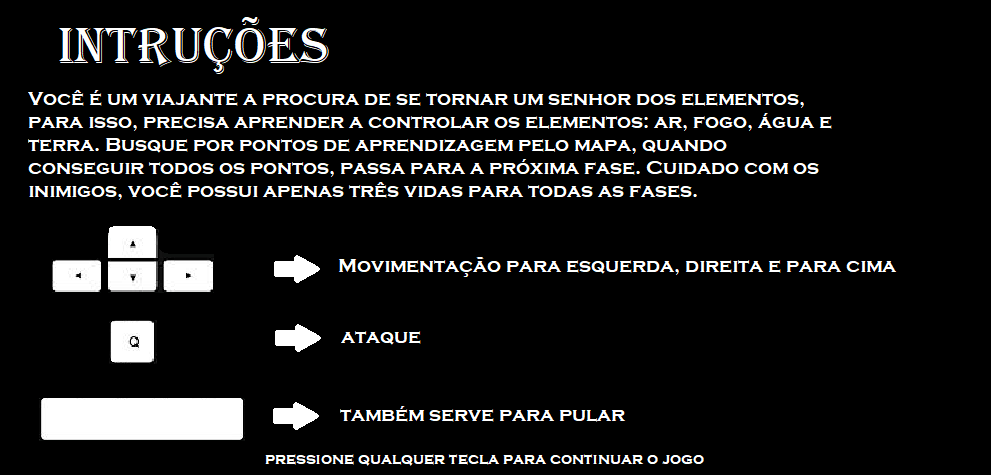 INTRUÇÕES
VOCÊ É UM VIAJANTE A PROCURA DE SE TORNAR UM SENHOR DOS ELEMENTOS,
PARA ISSO, PRECISA APRENDER A CONTROLAR OS ELEMENTOS: AR, FOGO, ÁGUA E
TERRA. BUSQUE POR PONTOS DE APRENDIZAGEM PELO MAPA, QUANDO
CONSEGUIR TODOS OS PONTOS, PASSA PARA A PRÓXIMA FASE. CUIDADO COM OS
INIMIGOS, VOCÊ POSSUI APENAS TRÊS VIDAS PARA TODAS AS FASES.
MOVIMENTAÇÃO PARA ESQUERDA, DIREITA E PARA CIMA
Q
ATAQUE
TAMBÉM SERVE PARA PULAR
PRESSIONE QUALQUER TECLA PARA CONTINUAR O JOGO